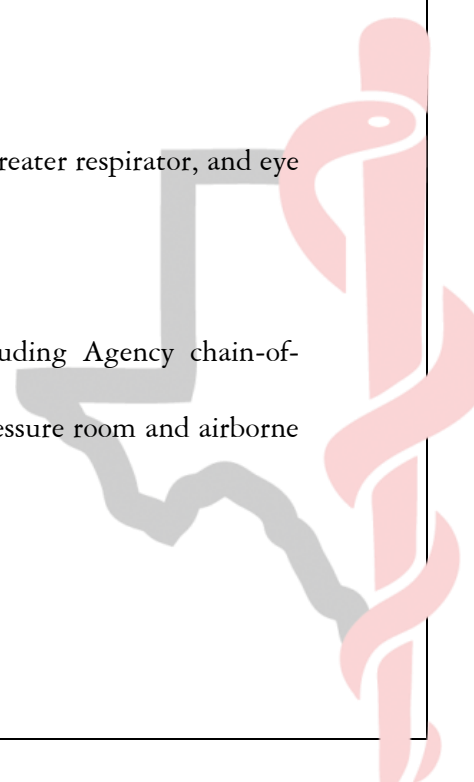 reater respirator, and eye
uding Agency chain-of-
essure room and airborne